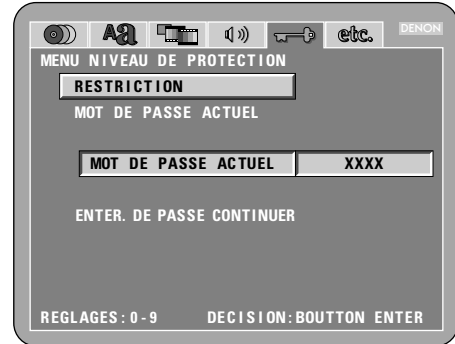 Aa etc. DENON
MENU NIVEAU DE PROTECTION
RESTRICTION
MOT DE PASSE ACTUEL
MOT DE PASSE ACTUEL XXXX
ENTER. DE PASSE CONTINUER
REGLAGES:0-9 DECISION:BOUTTON ENTER